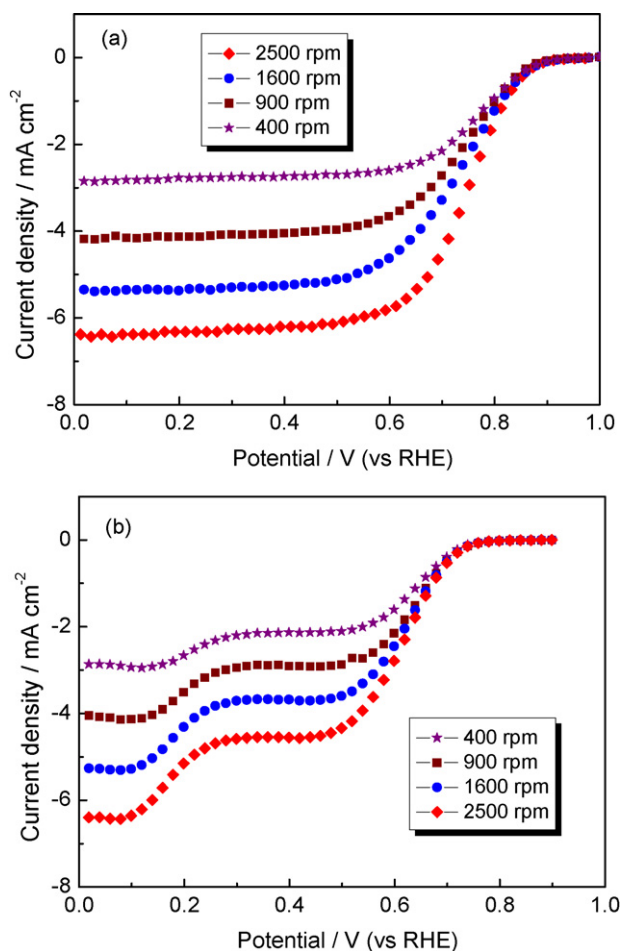 (a)
2500 rpm
1600 rpm
900 rpm
400 rpm
0
-2
-4
-6
-8
Current density / mA cm⁻²
0.0 0.2 0.4 0.6 0.8 1.0
Potential / V (vs RHE)
(b)
0
-2
-4
-6
-8
Current density / mA cm⁻²
400 rpm
900 rpm
1600 rpm
2500 rpm
0.0 0.2 0.4 0.6 0.8 1.0
Potential / V (vs RHE)